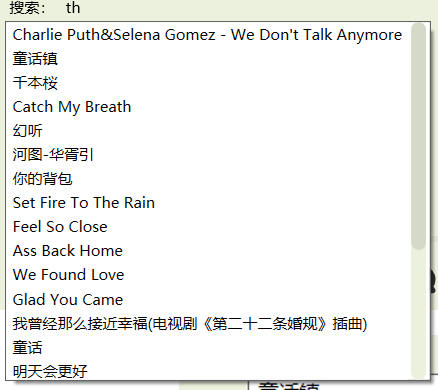 搜索： th
Charlie Puth&Selena Gomez - We Don't Talk Anymore
童话镇
千本桜
Catch My Breath
幻听
河图-华胥引
你的背包
Set Fire To The Rain
Feel So Close
Ass Back Home
We Found Love
Glad You Came
我曾经那么接近幸福(电视剧《第二十二条婚规》插曲)
童话
明天会更好
童话镇